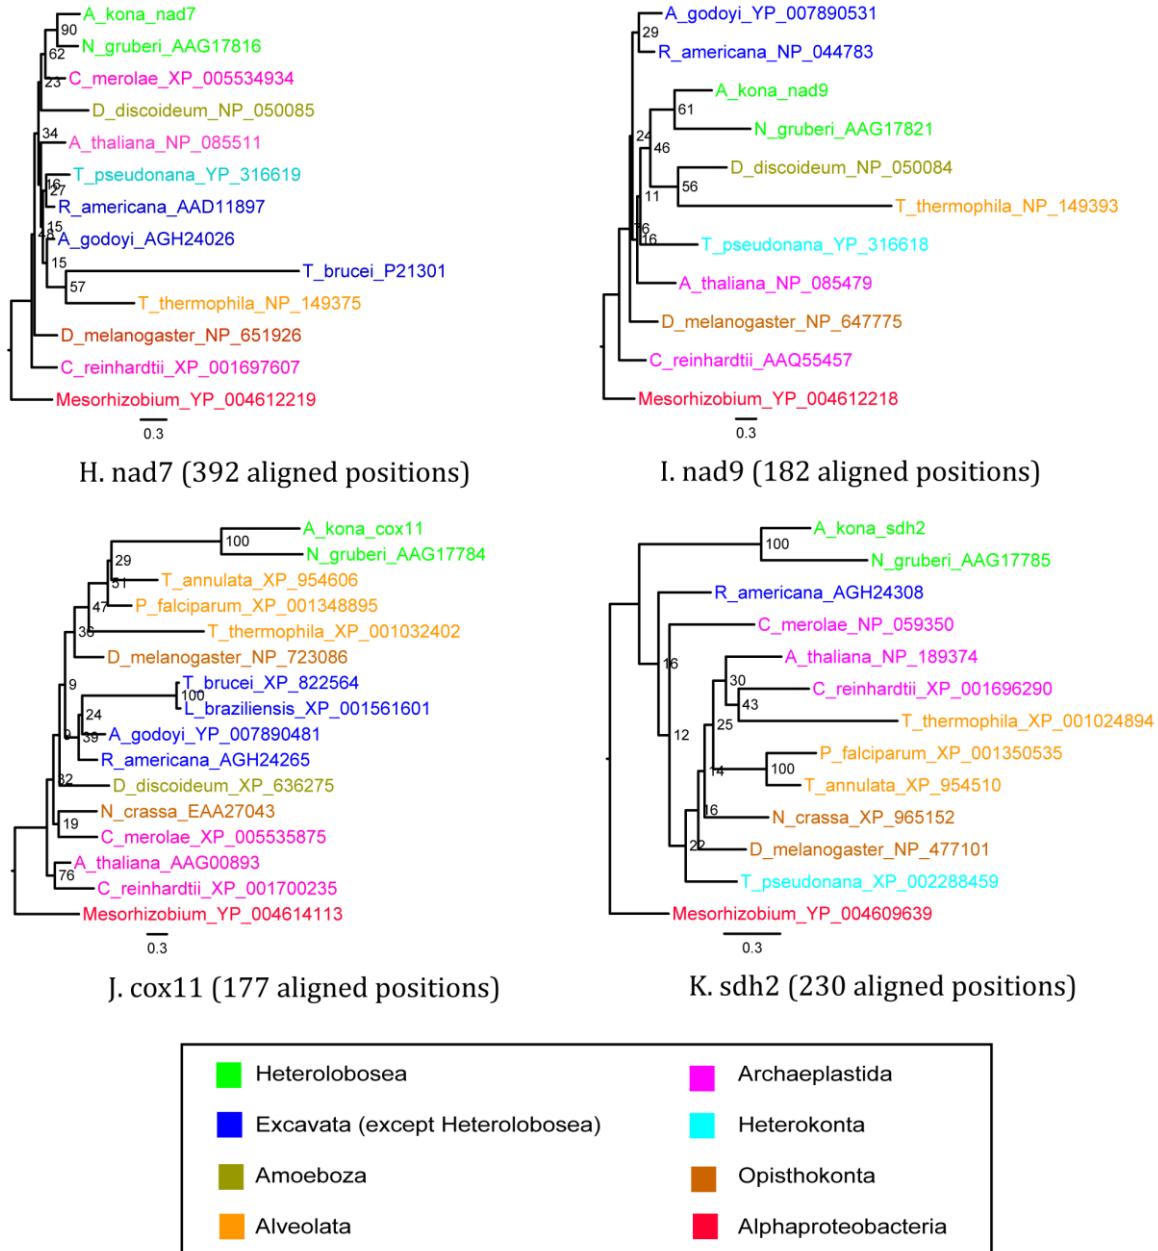 A_kona_nad7
90
N_gruberi_AAG17816
62
C_merolae_XP_005534934
23
D_discoideum_NP_050085
34
A_thaliana_NP_085511
T_pseudonana_YP_316619
16
27
R_americana_AAD11897
15
48
A_godoyi_AGH24026
15
T_brucei_P21301
57
T_thermophila_NP_149375
D_melanogaster_NP_651926
C_reinhardtii_XP_001697607
Mesorhizobium_YP_004612219
0.3
H. nad7 (392 aligned positions)
A_godoyi_YP_007890531
29
R_americana_NP_044783
A_kona_nad9
61
N_gruberi_AAG17821
24
46
D_discoideum_NP_050084
56
11
T_thermophila_NP_149393
16
T_pseudonana_YP_316618
A_thaliana_NP_085479
D_melanogaster_NP_647775
C_reinhardtii_AAQ55457
Mesorhizobium_YP_004612218
0.3
I. nad9 (182 aligned positions)
A_kona_cox11
100
N_gruberi_AAG17784
29
T_annulata_XP_954606
51
P_falciparum_XP_001348895
47
T_thermophila_XP_001032402
36
D_melanogaster_NP_723086
9
T_brucei_XP_822564
100
L_braziliensis_XP_001561601
24
A_godoyi_YP_007890481
9
39
R_americana_AGH24265
32
D_discoideum_XP_636275
N_crassa_EAA27043
19
C_merolae_XP_005535875
A_thaliana_AAG00893
76
C_reinhardtii_XP_001700235
Mesorhizobium_YP_004614113
0.3
J. cox11 (177 aligned positions)
A_kona_sdh2
100
N_gruberi_AAG17785
R_americana_AGH24308
C_merolae_NP_059350
16
A_thaliana_NP_189374
30
C_reinhardtii_XP_001696290
43
T_thermophila_XP_001024894
25
12
P_falciparum_XP_001350535
14
100
T_annulata_XP_954510
16
N_crassa_XP_965152
22
D_melanogaster_NP_477101
T_pseudonana_XP_002288459
Mesorhizobium_YP_004609639
0.3
K. sdh2 (230 aligned positions)
Heterolobosea
Excavata (except Heterolobosea)
Amoeboza
Alveolata
Archaeplastida
Heterokonta
Opisthokonta
Alphaproteobacteria